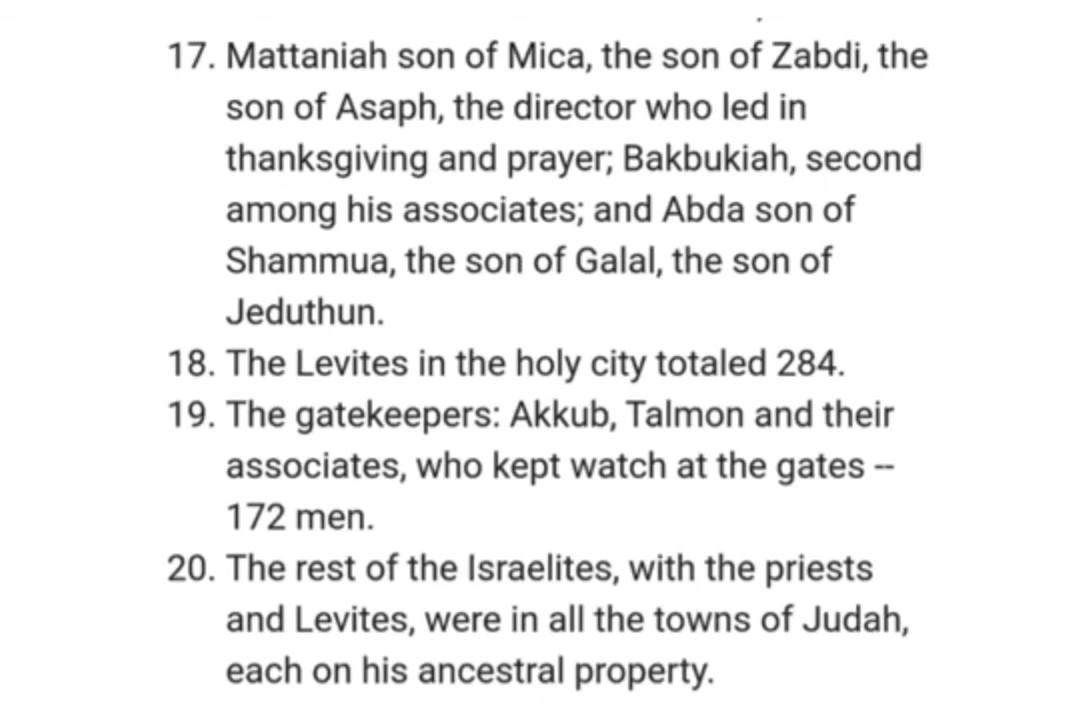 17. Mattaniah son of Mica, the son of Zabdi, the
son of Asaph, the director who led in
thanksgiving and prayer; Bakbukiah, second
among his associates; and Abda son of
Shammua, the son of Galal, the son of
Jeduthun.
18. The Levites in the holy city totaled 284.
19. The gatekeepers: Akkub, Talmon and their
associates, who kept watch at the gates --
172 men.
20. The rest of the Israelites, with the priests
and Levites, were in all the towns of Judah,
each on his ancestral property.